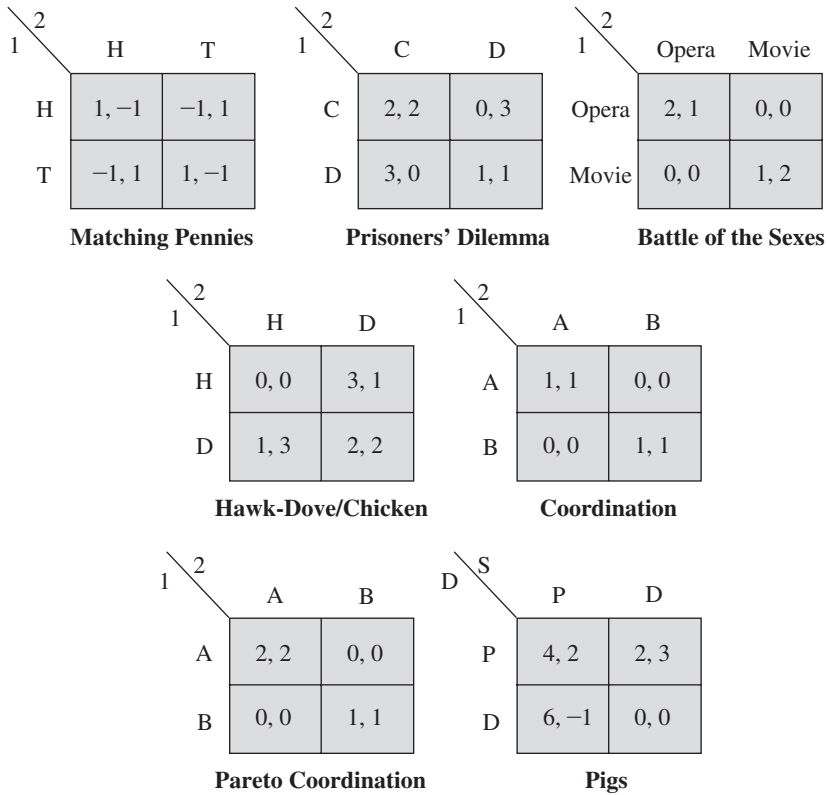 2 2 2
1 1 1
H T C D Opera Movie
H 1, −1 −1, 1 C 2, 2 0, 3 Opera 2, 1 0, 0
T −1, 1 1, −1 D 3, 0 1, 1 Movie 0, 0 1, 2
Matching Pennies Prisoners’ Dilemma Battle of the Sexes
2 2
1 1
H D A B
H 0, 0 3, 1 A 1, 1 0, 0
D 1, 3 2, 2 B 0, 0 1, 1
Hawk-Dove/Chicken Coordination
2 S
1 D
A B P D
A 2, 2 0, 0 P 4, 2 2, 3
B 0, 0 1, 1 D 6, −1 0, 0
Pareto Coordination Pigs